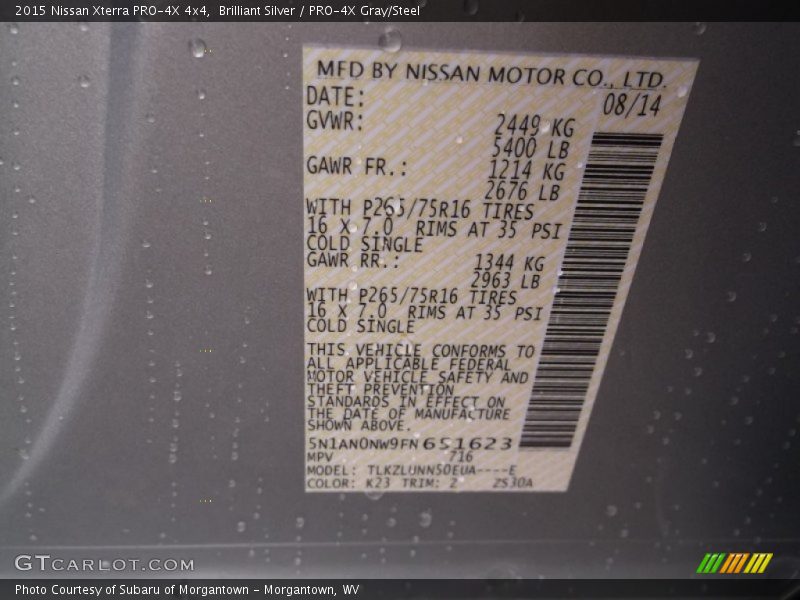 2015 Nissan Xterra PRO-4X 4x4, Brilliant Silver / PRO-4X Gray/Steel
MFD BY NISSAN MOTOR CO., LTD.
DATE: 08/14
GVWR: 2449 KG
5400 LB
GAWR FR.: 1214 KG
2676 LB
WITH P265/75R16 TIRES
16 X 7.0 RIMS AT 35 PSI
COLD SINGLE
GAWR RR.: 1344 KG
2963 LB
WITH P265/75R16 TIRES
16 X 7.0 RIMS AT 35 PSI
COLD SINGLE
THIS VEHICLE CONFORMS TO
ALL APPLICABLE FEDERAL
MOTOR VEHICLE SAFETY AND
THEFT PREVENTION
STANDARDS IN EFFECT ON
THE DATE OF MANUFACTURE
SHOWN ABOVE.
5N1AN0NW9FN651623
MPV 716
MODEL: TLKZLUNN50EUA----E
COLOR: K23 TRIM: 2 ZS30A
GTCARLOT.COM
Photo Courtesy of Subaru of Morgantown - Morgantown, WV